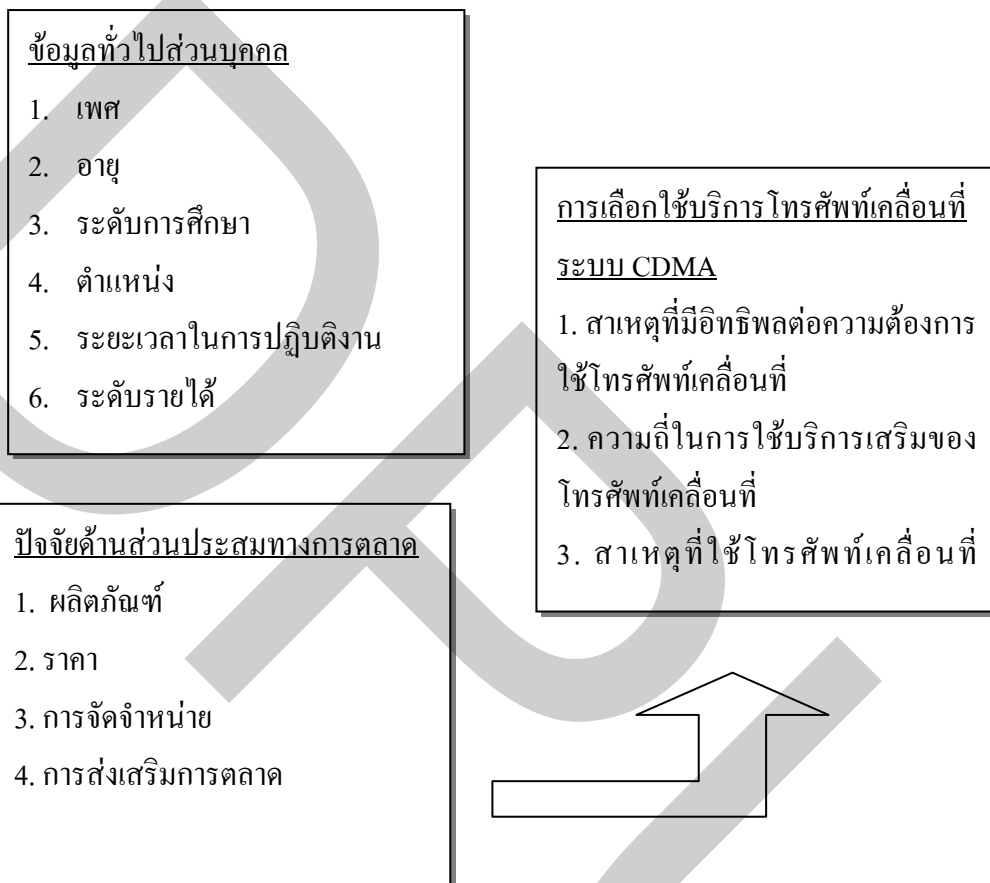 ข้อมูลทั่วไปส่วนบุคคล
1. เพศ
2. อายุ
3. ระดับการศึกษา
4. ตำแหน่ง
5. ระยะเวลาในการปฏิบติงาน
6. ระดับรายได้
การเลือกใช้บริการโทรศัพท์เคลื่อนที่
ระบบ CDMA
1. สาเหตุที่มีอิทธิพลต่อความต้องการ
ใช้โทรศัพท์เคลื่อนที่
2. ความถี่ในการใช้บริการเสริมของ
โทรศัพท์เคลื่อนที่
3. สาเหตุที่ใช้โทรศัพท์เคลื่อนที่
ปัจจัยด้านส่วนประสมทางการตลาด
1. ผลิตภัณฑ์
2. ราคา
3. การจัดจำหน่าย
4. การส่งเสริมการตลาด